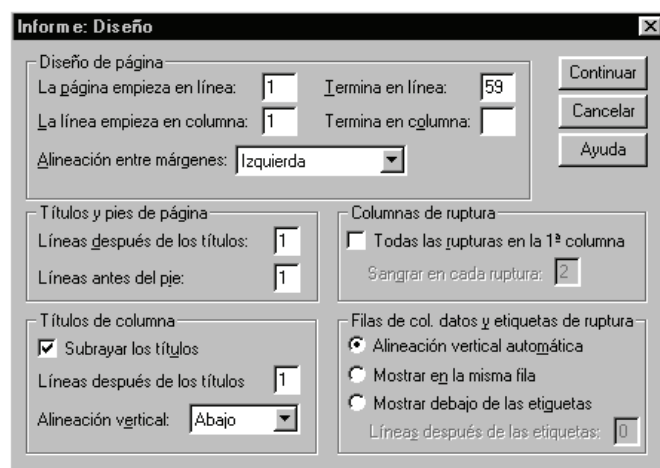 Informe: Diseño
Diseño de página
La página empieza en línea: 1 Termina en línea: 59
La línea empieza en columna: 1 Termina en columna:
Alineación entre márgenes: Izquierda
Continuar
Cancelar
Ayuda
Títulos y pies de página
Líneas después de los títulos: 1
Líneas antes del pie: 1
Columnas de ruptura
Todas las rupturas en la 1ª columna
Sangrar en cada ruptura: 2
Títulos de columna
Subrayar los títulos
Líneas después de los títulos 1
Alineación vertical: Abajo
Filas de col. datos y etiquetas de ruptura
Alineación vertical automática
Mostrar en la misma fila
Mostrar debajo de las etiquetas
Líneas después de las etiquetas: 0